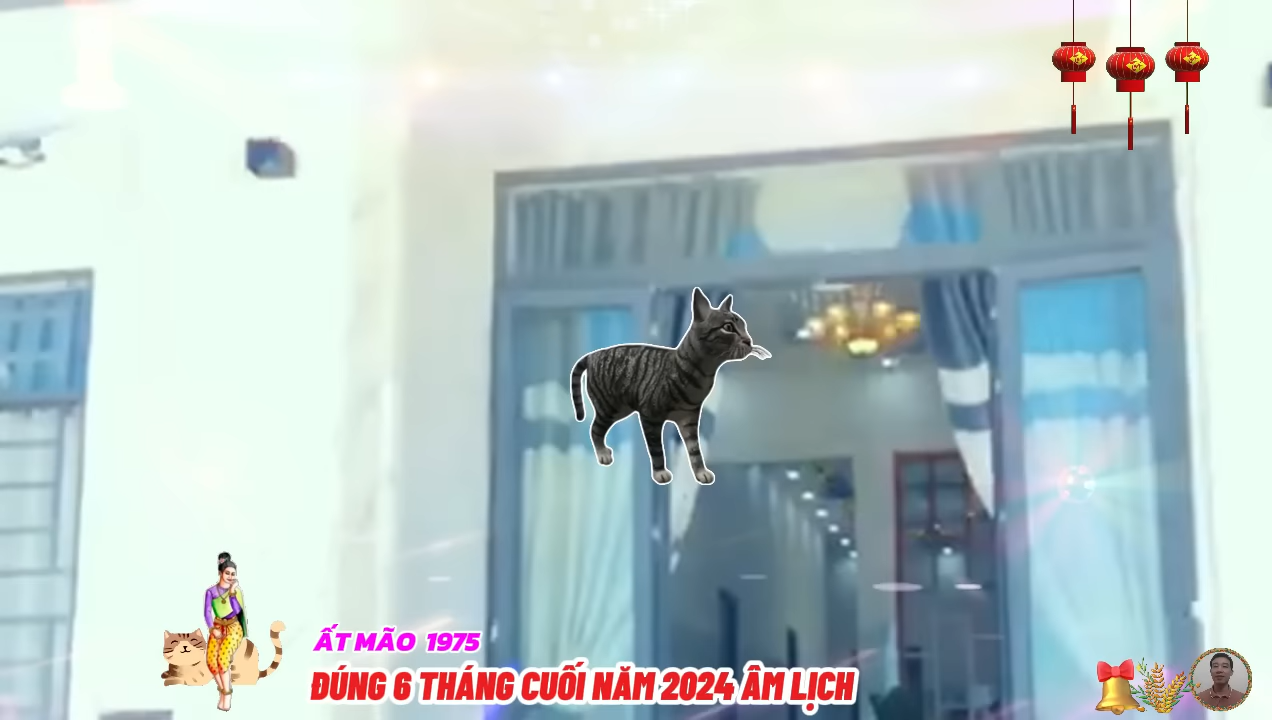 ẤT MÃO 1975
ĐÚNG 6 THÁNG CUỐI NĂM 2024 ÂM LỊCH